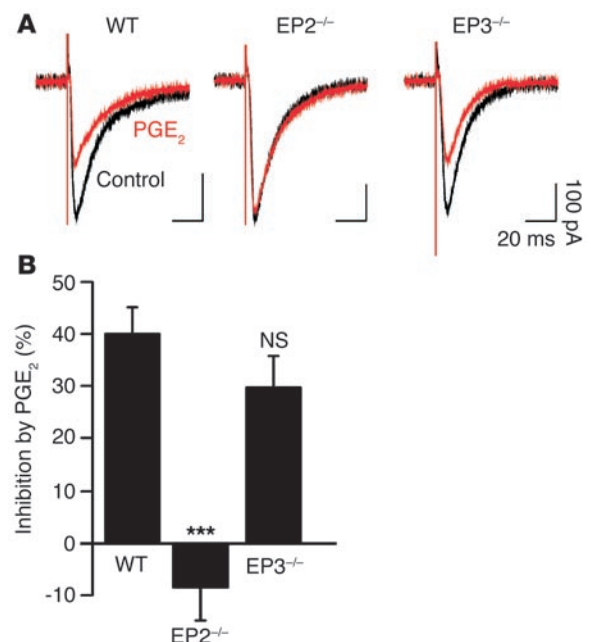 A
WT
EP2⁻/⁻
EP3⁻/⁻
PGE₂
Control
100 pA
20 ms
B
Inhibition by PGE₂ (%)
50
40
30
20
10
0
-10
NS
***
WT
EP3⁻/⁻
EP2⁻/⁻